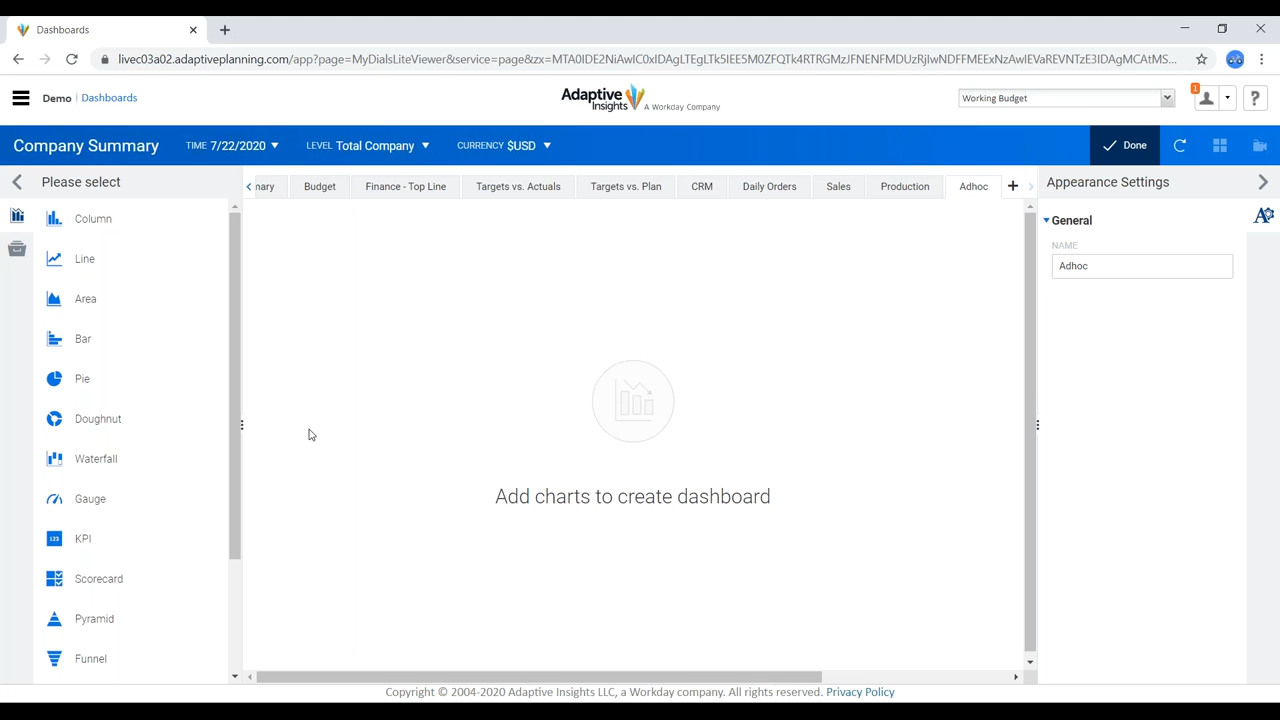 Dashboards
livec03a02.adaptiveplanning.com/app?page=MyDialsLiteViewer&service=page&zx=
Demo Dashboards
Adaptive Insights A Workday Company
Working Budget
1
?
Company Summary TIME 7/22/2020 LEVEL Total Company CURRENCY $USD
Done
Please select
nary Budget Finance - Top Line Targets vs. Actuals Targets vs. Plan CRM Daily Orders Sales Production Adhoc +
Appearance Settings
Column
General
NAME
Adhoc
Line
Area
Bar
Pie
Doughnut
Waterfall
Gauge
Add charts to create dashboard
123 KPI
Scorecard
Pyramid
Funnel
Copyright © 2004-2020 Adaptive Insights LLC, a Workday company. All rights reserved. Privacy Policy